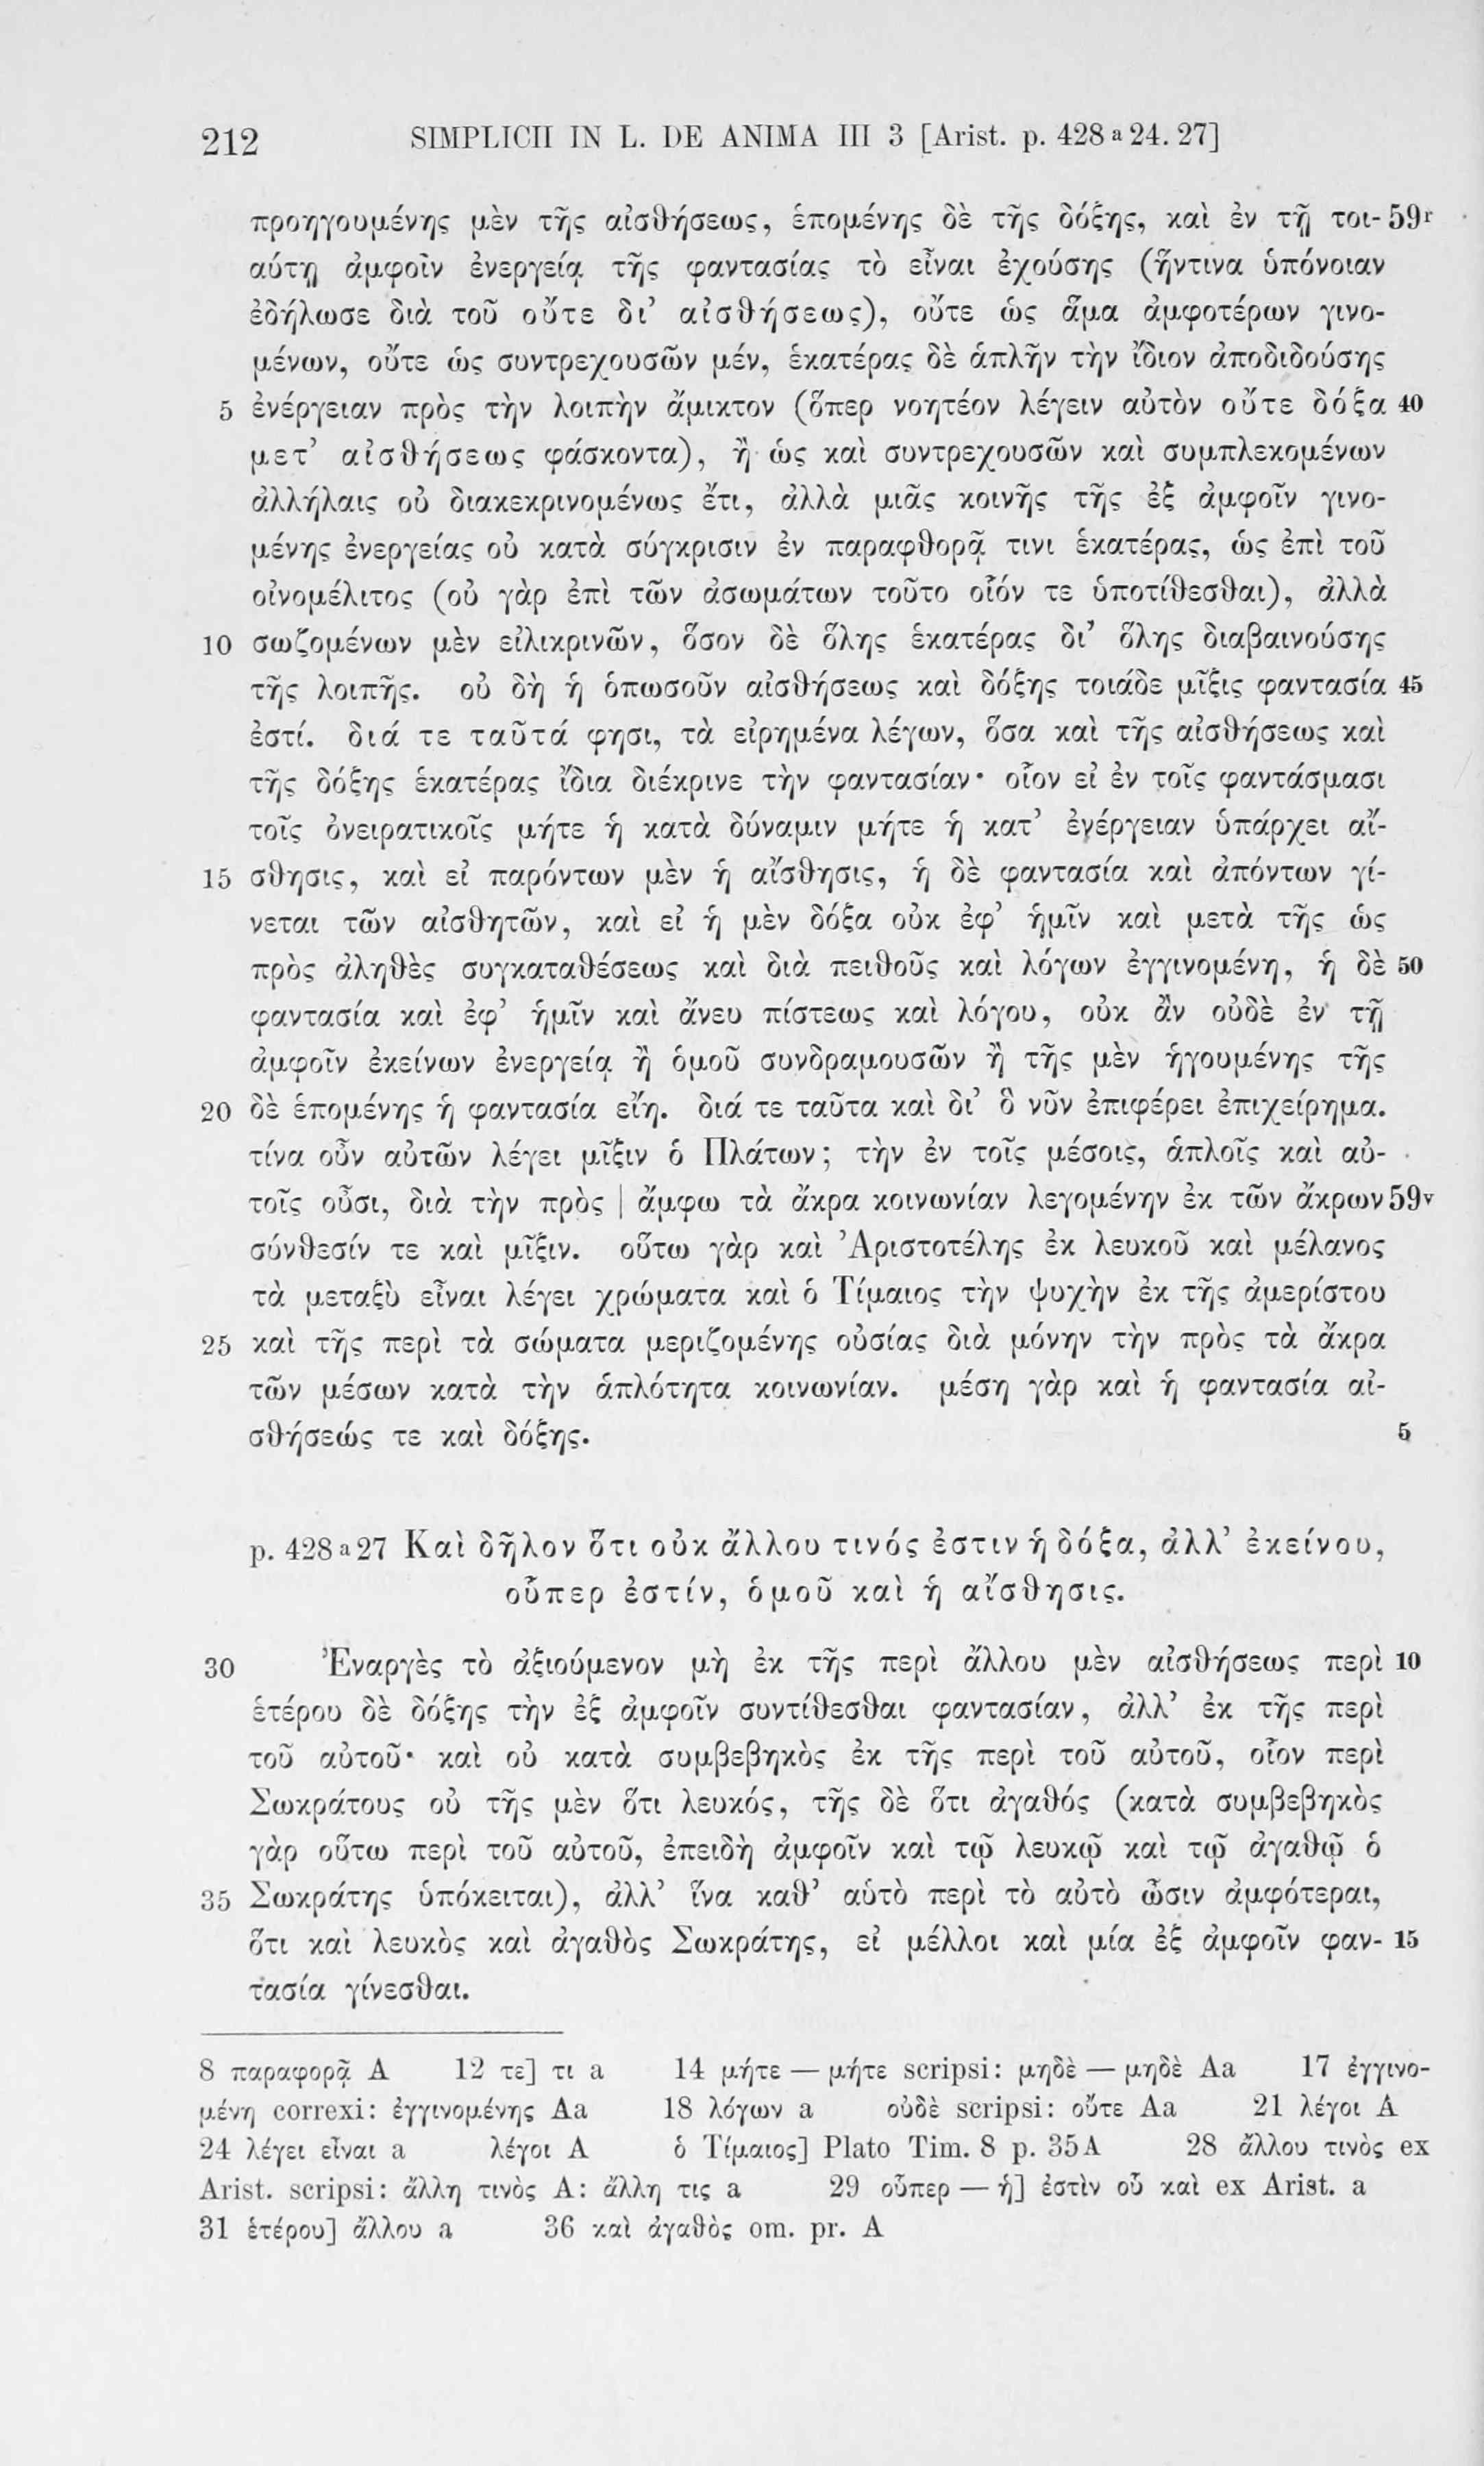 212 SIMPLICII IN L. DE ANIMA III 3 [Arist. p. 428 a 24. 27]
προηγουμένης μὲν τῆς αἰσθήσεως, ἑπομένης δὲ τῆς δόξης, καὶ ἐν τῇ τοι- 59r
αύτῃ ἀμφοῖν ἐνεργείᾳ τῆς φαντασίας τὸ εἶναι ἐχούσης (ἥντινα ὑπόνοιαν
ἐδήλωσε διὰ τοῦ οὔτε δι’ αἰσθήσεως), οὔτε ὡς ἅμα ἀμφοτέρων γινο-
μένων, οὔτε ὡς συντρεχουσῶν μέν, ἑκατέρας δὲ ἁπλῆν τὴν ἴδιον ἀποδιδούσης
5 ἐνέργειαν πρὸς τὴν λοιπὴν ἄμικτον (ὅπερ νοητέον λέγειν αὐτὸν οὔτε δόξα 40
μετ’ αἰσθήσεως φάσκοντα), ἢ ὡς καὶ συντρεχουσῶν καὶ συμπλεκομένων
ἀλλήλαις οὐ διακεκρινομένως ἔτι, ἀλλὰ μιᾶς κοινῆς τῆς ἐξ ἀμφοῖν γινο-
μένης ἐνεργείας οὐ κατὰ σύγκρισιν ἐν παραφθορᾷ τινι ἑκατέρας, ὡς ἐπὶ τοῦ
οἰνομέλιτος (οὐ γὰρ ἐπὶ τῶν ἀσωμάτων τοῦτο οἷόν τε ὑποτίθεσθαι), ἀλλὰ
10 σωζομένων μὲν εἰλικρινῶν, ὅσον δὲ ὅλης ἑκατέρας δι’ ὅλης διαβαινούσης
τῆς λοιπῆς. οὐ δὴ ἡ ὁπωσοῦν αἰσθήσεως καὶ δόξης τοιάδε μῖξις φαντασία 45
ἐστί. διά τε ταῦτά φησι, τὰ εἰρημένα λέγων, ὅσα καὶ τῆς αἰσθήσεως καὶ
τῆς δόξης ἑκατέρας ἴδια διέκρινε τὴν φαντασίαν· οἷον εἰ ἐν τοῖς φαντάσμασι
τοῖς ὀνειρατικοῖς μήτε ἡ κατὰ δύναμιν μήτε ἡ κατ’ ἐνέργειαν ὑπάρχει αἴ-
15 σθησις, καὶ εἰ παρόντων μὲν ἡ αἴσθησις, ἡ δὲ φαντασία καὶ ἀπόντων γί-
νεται τῶν αἰσθητῶν, καὶ εἰ ἡ μὲν δόξα οὐκ ἐφ’ ἡμῖν καὶ μετὰ τῆς ὡς
πρὸς ἀληθὲς συγκαταθέσεως καὶ διὰ πειθοῦς καὶ λόγων ἐγγινομένη, ἡ δὲ 50
φαντασία καὶ ἐφ’ ἡμῖν καὶ ἄνευ πίστεως καὶ λόγου, οὐκ ἂν οὐδὲ ἐν τῇ
ἀμφοῖν ἐκείνων ἐνεργείᾳ ἢ ὁμοῦ συνδραμουσῶν ἢ τῆς μὲν ἡγουμένης τῆς
20 δὲ ἑπομένης ἡ φαντασία εἴη. διά τε ταῦτα καὶ δι’ ὃ νῦν ἐπιφέρει ἐπιχείρημα.
τίνα οὖν αὐτῶν λέγει μῖξιν ὁ Πλάτων; τὴν ἐν τοῖς μέσοις, ἁπλοῖς καὶ αὐ-
τοῖς οὖσι, διὰ τὴν πρὸς | ἄμφω τὰ ἄκρα κοινωνίαν λεγομένην ἐκ τῶν ἄκρων 59v
σύνθεσίν τε καὶ μῖξιν. οὕτω γὰρ καὶ Ἀριστοτέλης ἐκ λευκοῦ καὶ μέλανος
τὰ μεταξὺ εἶναι λέγει χρώματα καὶ ὁ Τίμαιος τὴν ψυχὴν ἐκ τῆς ἀμερίστου
25 καὶ τῆς περὶ τὰ σώματα μεριζομένης οὐσίας διὰ μόνην τὴν πρὸς τὰ ἄκρα
τῶν μέσων κατὰ τὴν ἁπλότητα κοινωνίαν. μέση γὰρ καὶ ἡ φαντασία αἰ-
σθήσεώς τε καὶ δόξης. 5
p. 428 a 27 Καὶ δῆλον ὅτι οὐκ ἄλλου τινός ἐστιν ἡ δόξα, ἀλλ’ ἐκείνου,
οὗπερ ἐστίν, ὁμοῦ καὶ ἡ αἴσθησις.
30 Ἐναργὲς τὸ ἀξιούμενον μὴ ἐκ τῆς περὶ ἄλλου μὲν αἰσθήσεως περὶ 10
ἑτέρου δὲ δόξης τὴν ἐξ ἀμφοῖν συντίθεσθαι φαντασίαν, ἀλλ’ ἐκ τῆς περὶ
τοῦ αὐτοῦ· καὶ οὐ κατὰ συμβεβηκὸς ἐκ τῆς περὶ τοῦ αὐτοῦ, οἷον περὶ
Σωκράτους οὐ τῆς μὲν ὅτι λευκός, τῆς δὲ ὅτι ἀγαθός (κατὰ συμβεβηκὸς
γὰρ οὕτω περὶ τοῦ αὐτοῦ, ἐπειδὴ ἀμφοῖν καὶ τῷ λευκῷ καὶ τῷ ἀγαθῷ ὁ
35 Σωκράτης ὑπόκειται), ἀλλ’ ἵνα καθ’ αὑτὸ περὶ τὸ αὐτὸ ὦσιν ἀμφότεραι,
ὅτι καὶ λευκὸς καὶ ἀγαθὸς Σωκράτης, εἰ μέλλοι καὶ μία ἐξ ἀμφοῖν φαν- 15
τασία γίνεσθαι.
8 παραφορᾷ A 12 τε] τι a 14 μήτε — μήτε scripsi: μηδὲ — μηδὲ Aa 17 ἐγγινο-
μένη correxi: ἐγγινομένης Aa 18 λόγων a οὐδὲ scripsi: οὔτε Aa 21 λέγοι A
24 λέγει εἶναι a λέγοι A ὁ Τίμαιος] Plato Tim. 8 p. 35 A 28 ἄλλου τινὸς ex
Arist. scripsi: ἄλλη τινὸς A: ἄλλη τις a 29 οὗπερ — ἡ] ἐστὶν οὗ καὶ ex Arist. a
31 ἑτέρου] ἄλλου a 36 καὶ ἀγαθὸς om. pr. A